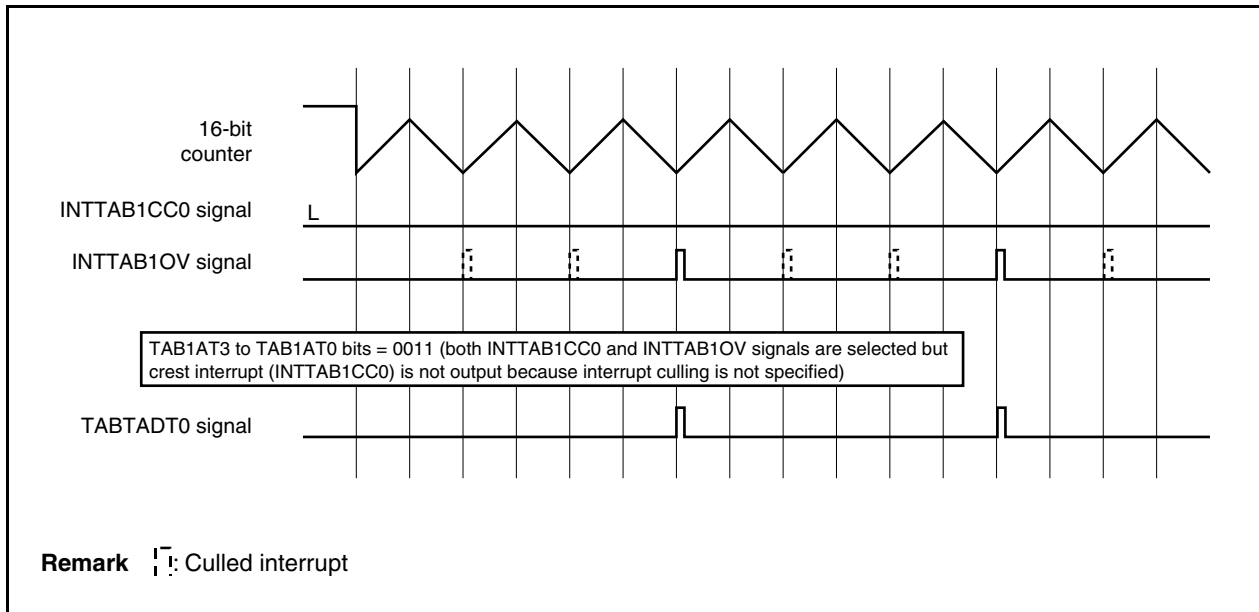 16-bit
counter
INTTAB1CC0 signal
L
INTTAB1OV signal
TAB1AT3 to TAB1AT0 bits = 0011 (both INTTAB1CC0 and INTTAB1OV signals are selected but
crest interrupt (INTTAB1CC0) is not output because interrupt culling is not specified)
TABTADT0 signal
Remark : Culled interrupt